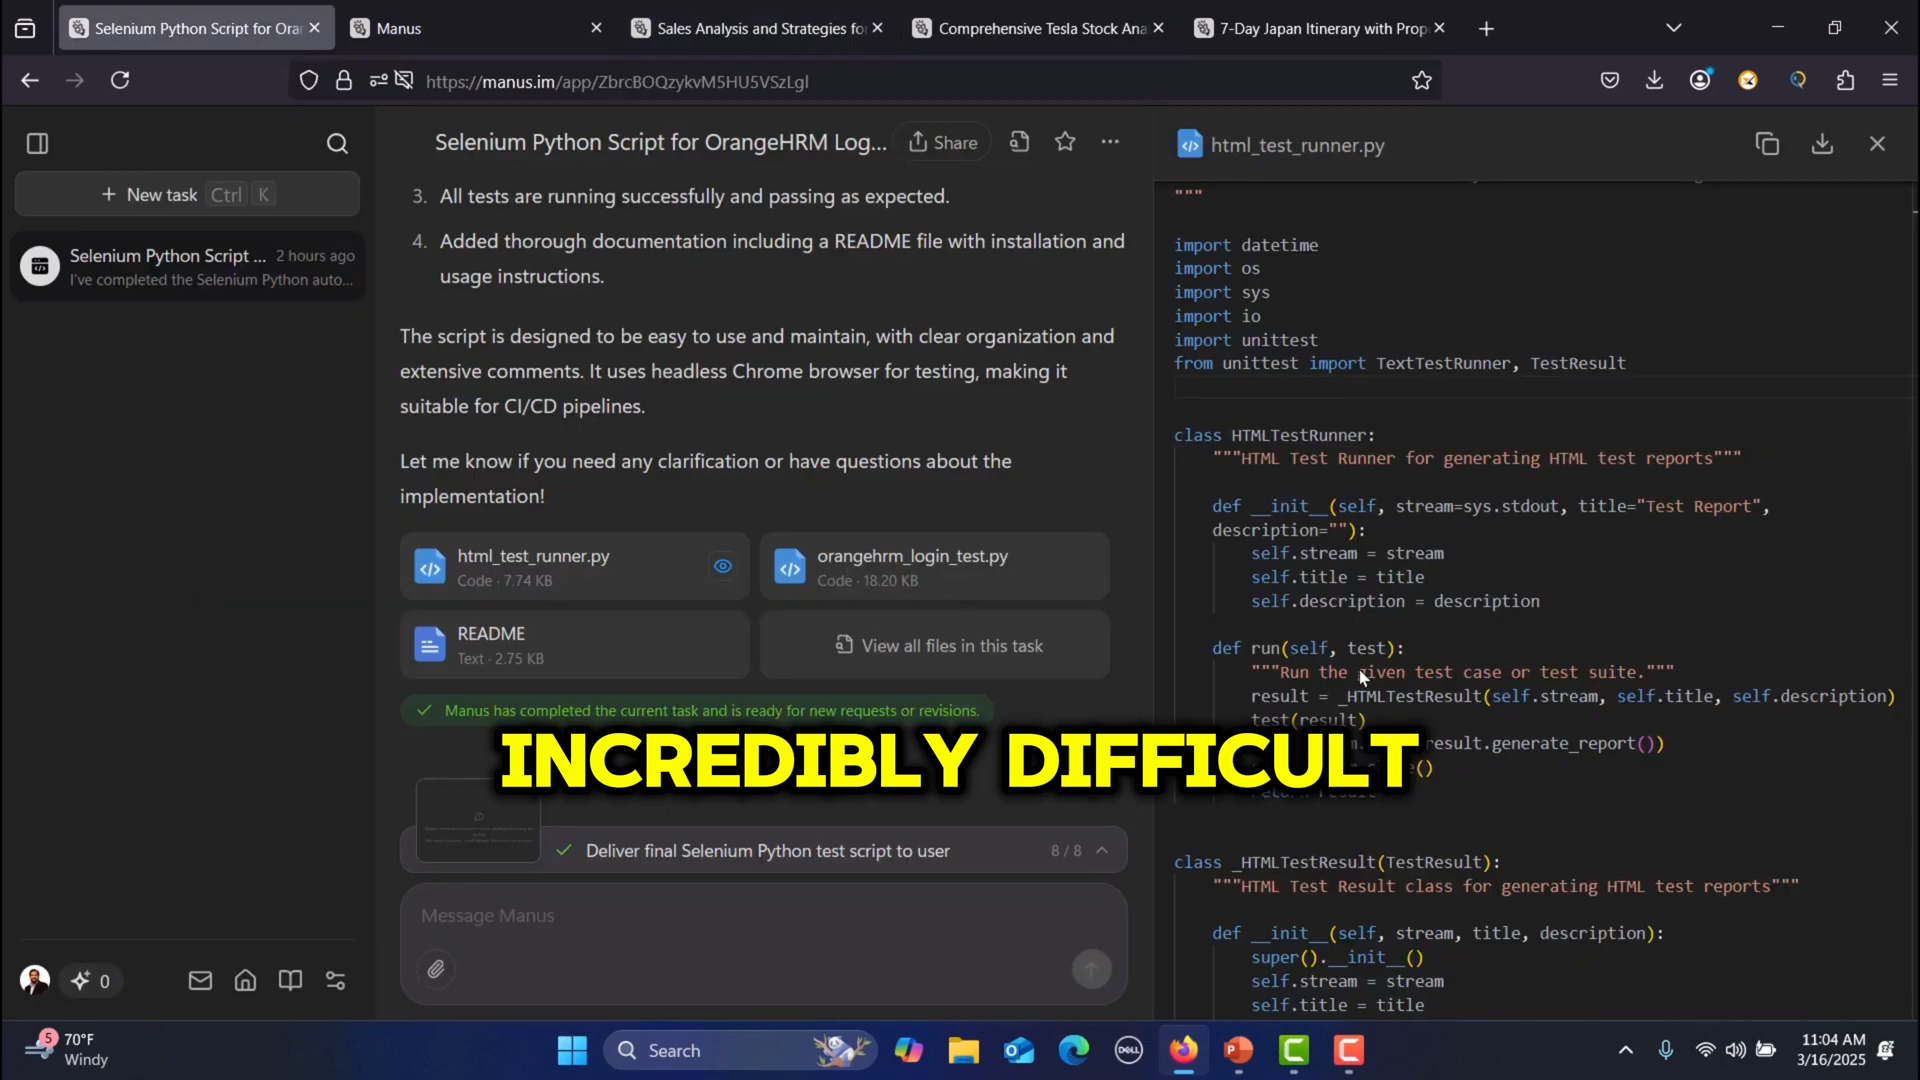 Selenium Python Script for Ora
Manus
Sales Analysis and Strategies fo
Comprehensive Tesla Stock Ana
7-Day Japan Itinerary with Prop
https://manus.im/app/ZbrcBOQzykvM5HU5VSzLgl
New task Ctrl K
Selenium Python Script ... 2 hours ago
I've completed the Selenium Python auto...
0
Selenium Python Script for OrangeHRM Log...
Share
3. All tests are running successfully and passing as expected.
4. Added thorough documentation including a README file with installation and
usage instructions.
The script is designed to be easy to use and maintain, with clear organization and
extensive comments. It uses headless Chrome browser for testing, making it
suitable for CI/CD pipelines.
Let me know if you need any clarification or have questions about the
implementation!
html_test_runner.py
Code · 7.74 KB
orangehrm_login_test.py
Code · 18.20 KB
README
Text · 2.75 KB
View all files in this task
Manus has completed the current task and is ready for new requests or revisions.
INCREDIBLY DIFFICULT
Deliver final Selenium Python test script to user 8 / 8
Message Manus
html_test_runner.py
"""
import datetime
import os
import sys
import io
import unittest
from unittest import TextTestRunner, TestResult
class HTMLTestRunner:
"""HTML Test Runner for generating HTML test reports"""
def __init__(self, stream=sys.stdout, title="Test Report",
description=""):
self.stream = stream
self.title = title
self.description = description
def run(self, test):
"""Run the given test case or test suite."""
result = _HTMLTestResult(self.stream, self.title, self.description)
test(result)
result.generate_report())
()
return result
class _HTMLTestResult(TestResult):
"""HTML Test Result class for generating HTML test reports"""
def __init__(self, stream, title, description):
super().__init__()
self.stream = stream
self.title = title
5
70°F
Windy
Search
DELL
11:04 AM
3/16/2025